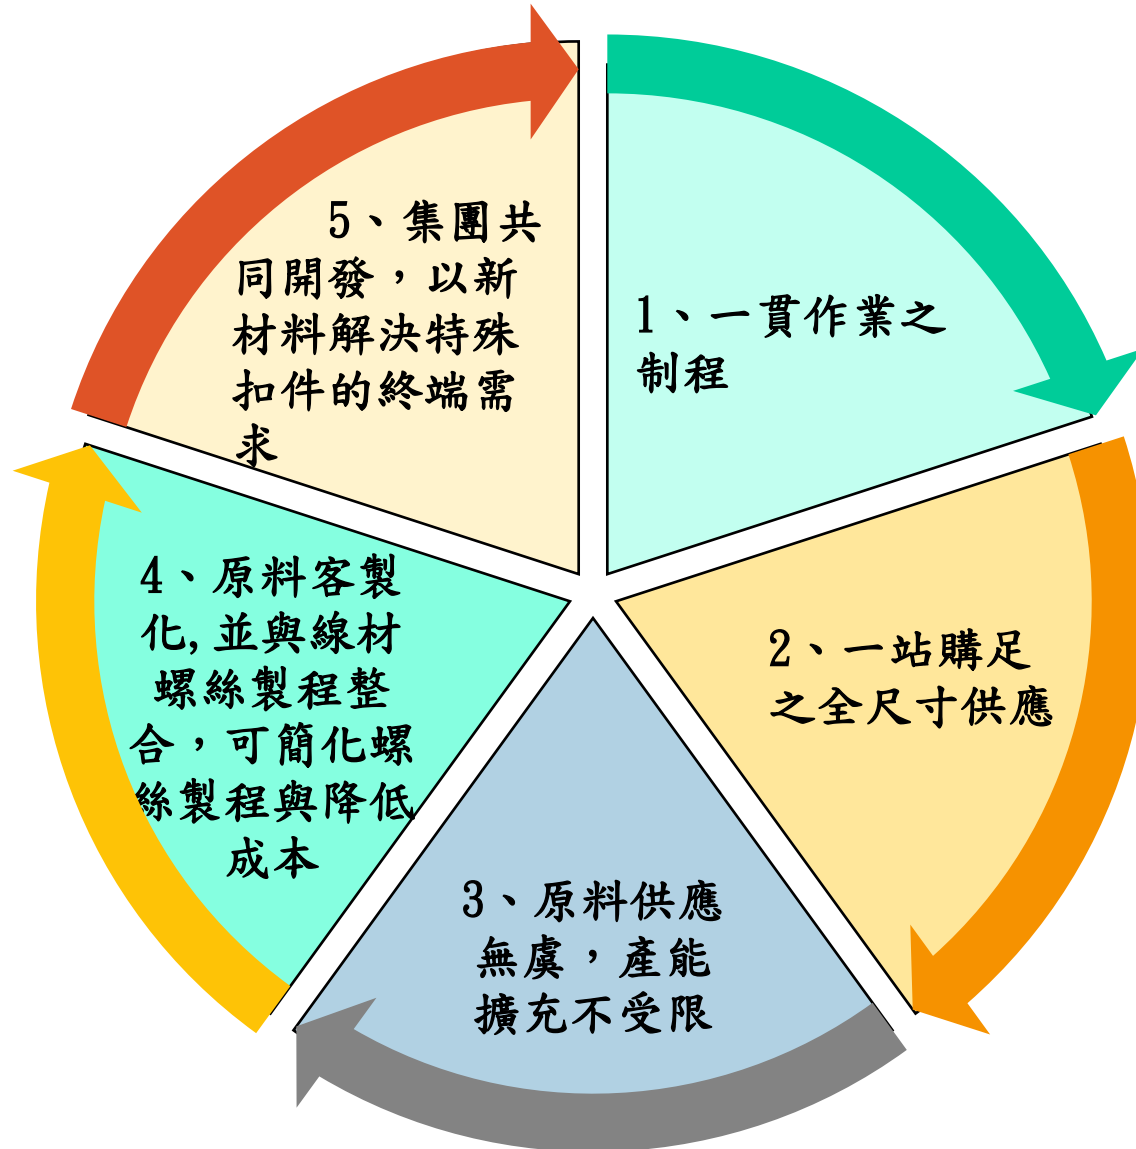 1、一貫作業之
制程
2、一站購足
之全尺寸供應
3、原料供應
無虞，產能
擴充不受限
4、原料客製
化,並與線材
螺絲製程整
合，可簡化螺
絲製程與降低
成本
5、集團共
同開發，以新
材料解決特殊
扣件的終端需
求